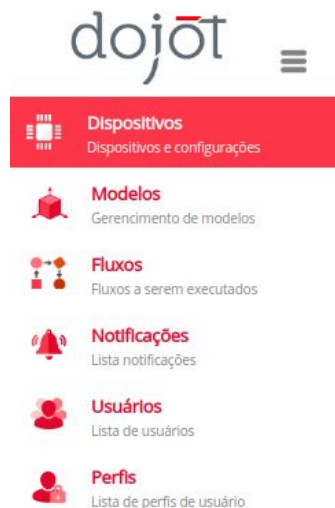 dojot
Dispositivos
Dispositivos e configurações
Modelos
Gerencimento de modelos
Fluxos
Fluxos a serem executados
Notificações
Lista notificações
Usuários
Lista de usuários
Perfis
Lista de perfis de usuário